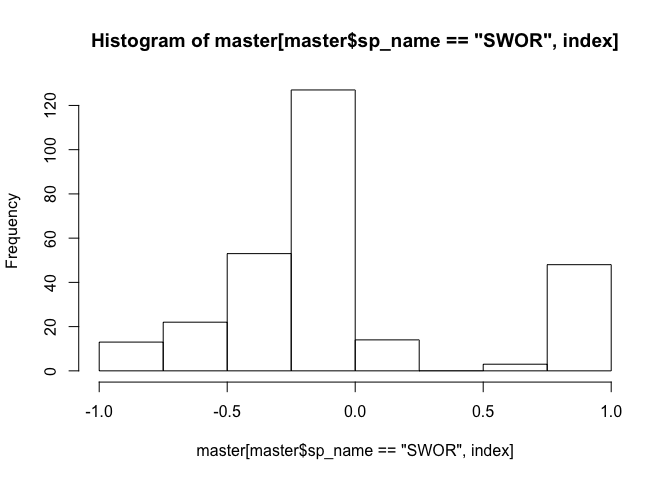 Histogram of master[master$sp_name == "SWOR", index]
Frequency
120
100
80
60
40
20
0
-1.0 -0.5 0.0 0.5 1.0
master[master$sp_name == "SWOR", index]